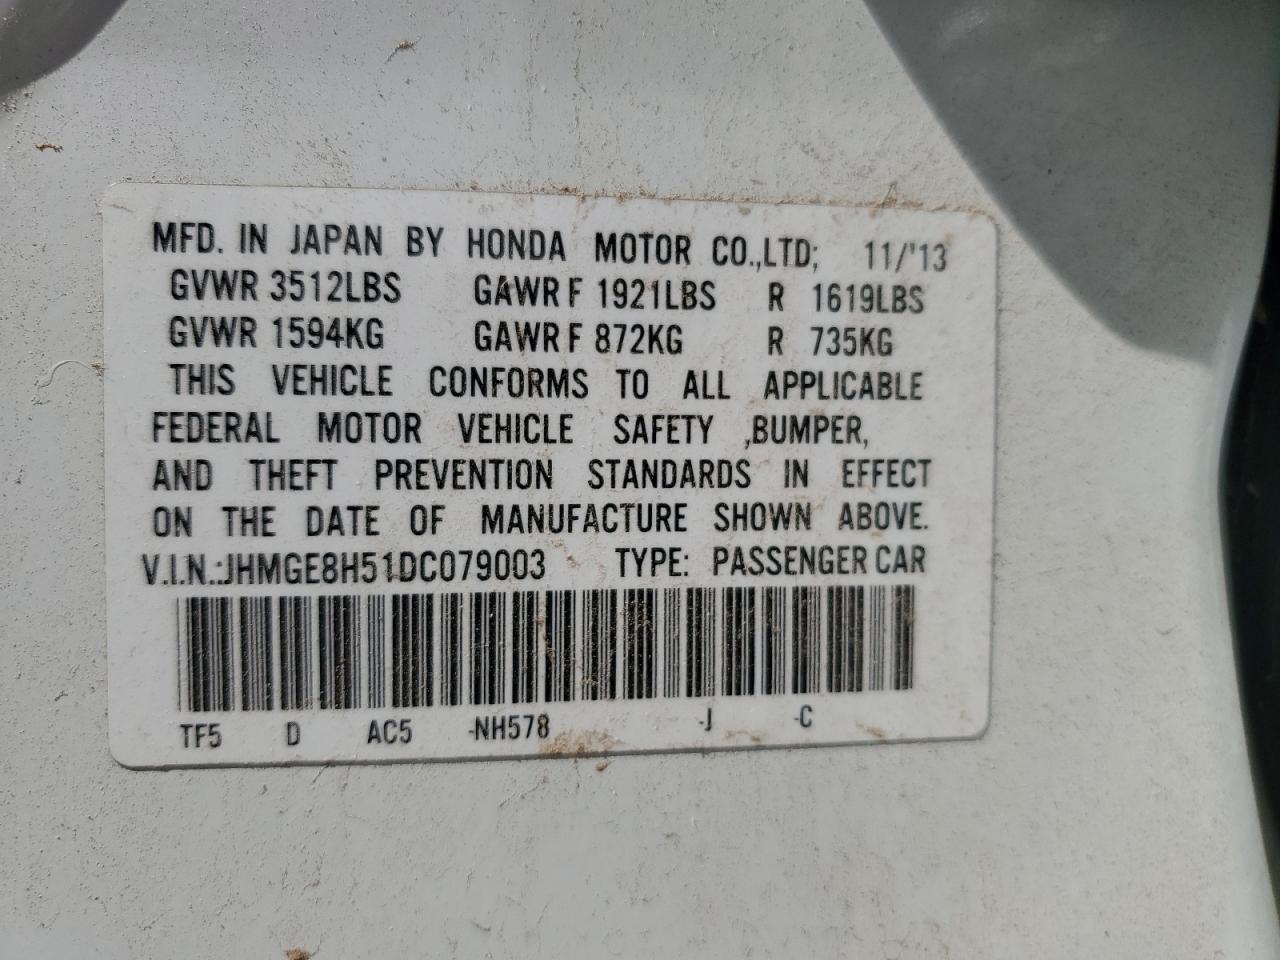 MFD. IN JAPAN BY HONDA MOTOR CO.,LTD; 11/'13
GVWR 3512LBS GAWR F 1921LBS R 1619LBS
GVWR 1594KG GAWR F 872KG R 735KG
THIS VEHICLE CONFORMS TO ALL APPLICABLE
FEDERAL MOTOR VEHICLE SAFETY ,BUMPER,
AND THEFT PREVENTION STANDARDS IN EFFECT
ON THE DATE OF MANUFACTURE SHOWN ABOVE.
V.I.N.:JHMGE8H51DC079003 TYPE: PASSENGER CAR
TF5 D AC5 -NH578 -J -C